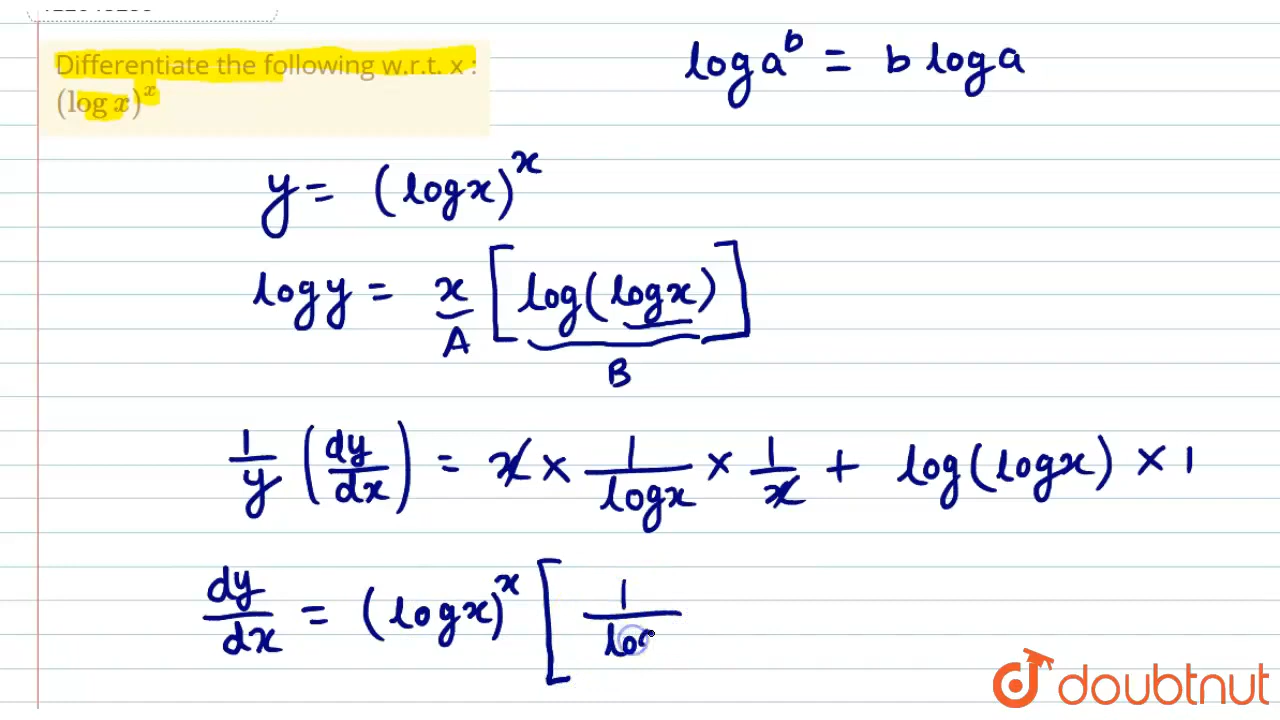 Differentiate the following w.r.t. x :
(log x)^x
log a^b = b log a
y = (log x)^x
log y = x [log(log x)]
A
B
1/y (dy/dx) = x × 1/log x × 1/x + log(log x) × 1
dy/dx = (log x)^x [ 1/lo
doubtnut